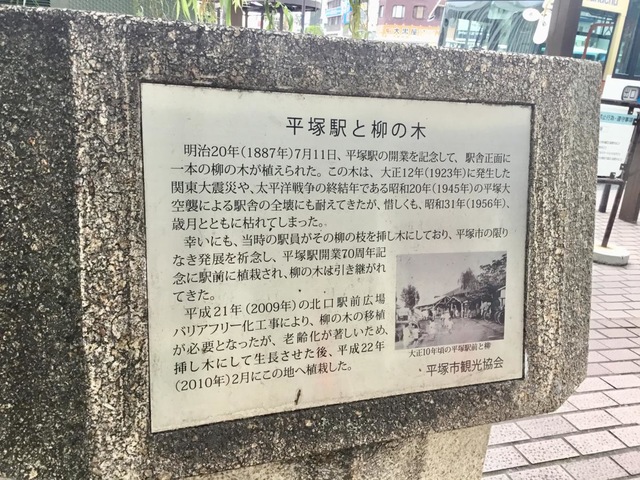 平塚駅と柳の木
明治20年(1887年)7月11日、平塚駅の開業を記念して、駅舎正面に
一本の柳の木が植えられた。この木は、大正12年(1923年)に発生した
関東大震災や、太平洋戦争の終結年である昭和20年(1945年)の平塚大
空襲による駅舎の全壊にも耐えてきたが、惜しくも、昭和31年(1956年)、
歳月とともに枯れてしまった。
幸いにも、当時の駅員がその柳の枝を挿し木にしており、平塚市の限り
なき発展を祈念し、平塚駅開業70周年記
念に駅前に植栽され、柳の木は引き継がれ
てきた。
平成21年(2009年)の北口駅前広場
バリアフリー化工事により、柳の木の移植
が必要となったが、老齢化が著しいため、
挿し木にして生長させた後、平成22年
(2010年)2月にこの地へ植栽した。
大正10年頃の平塚駅前と柳
平塚市観光協会